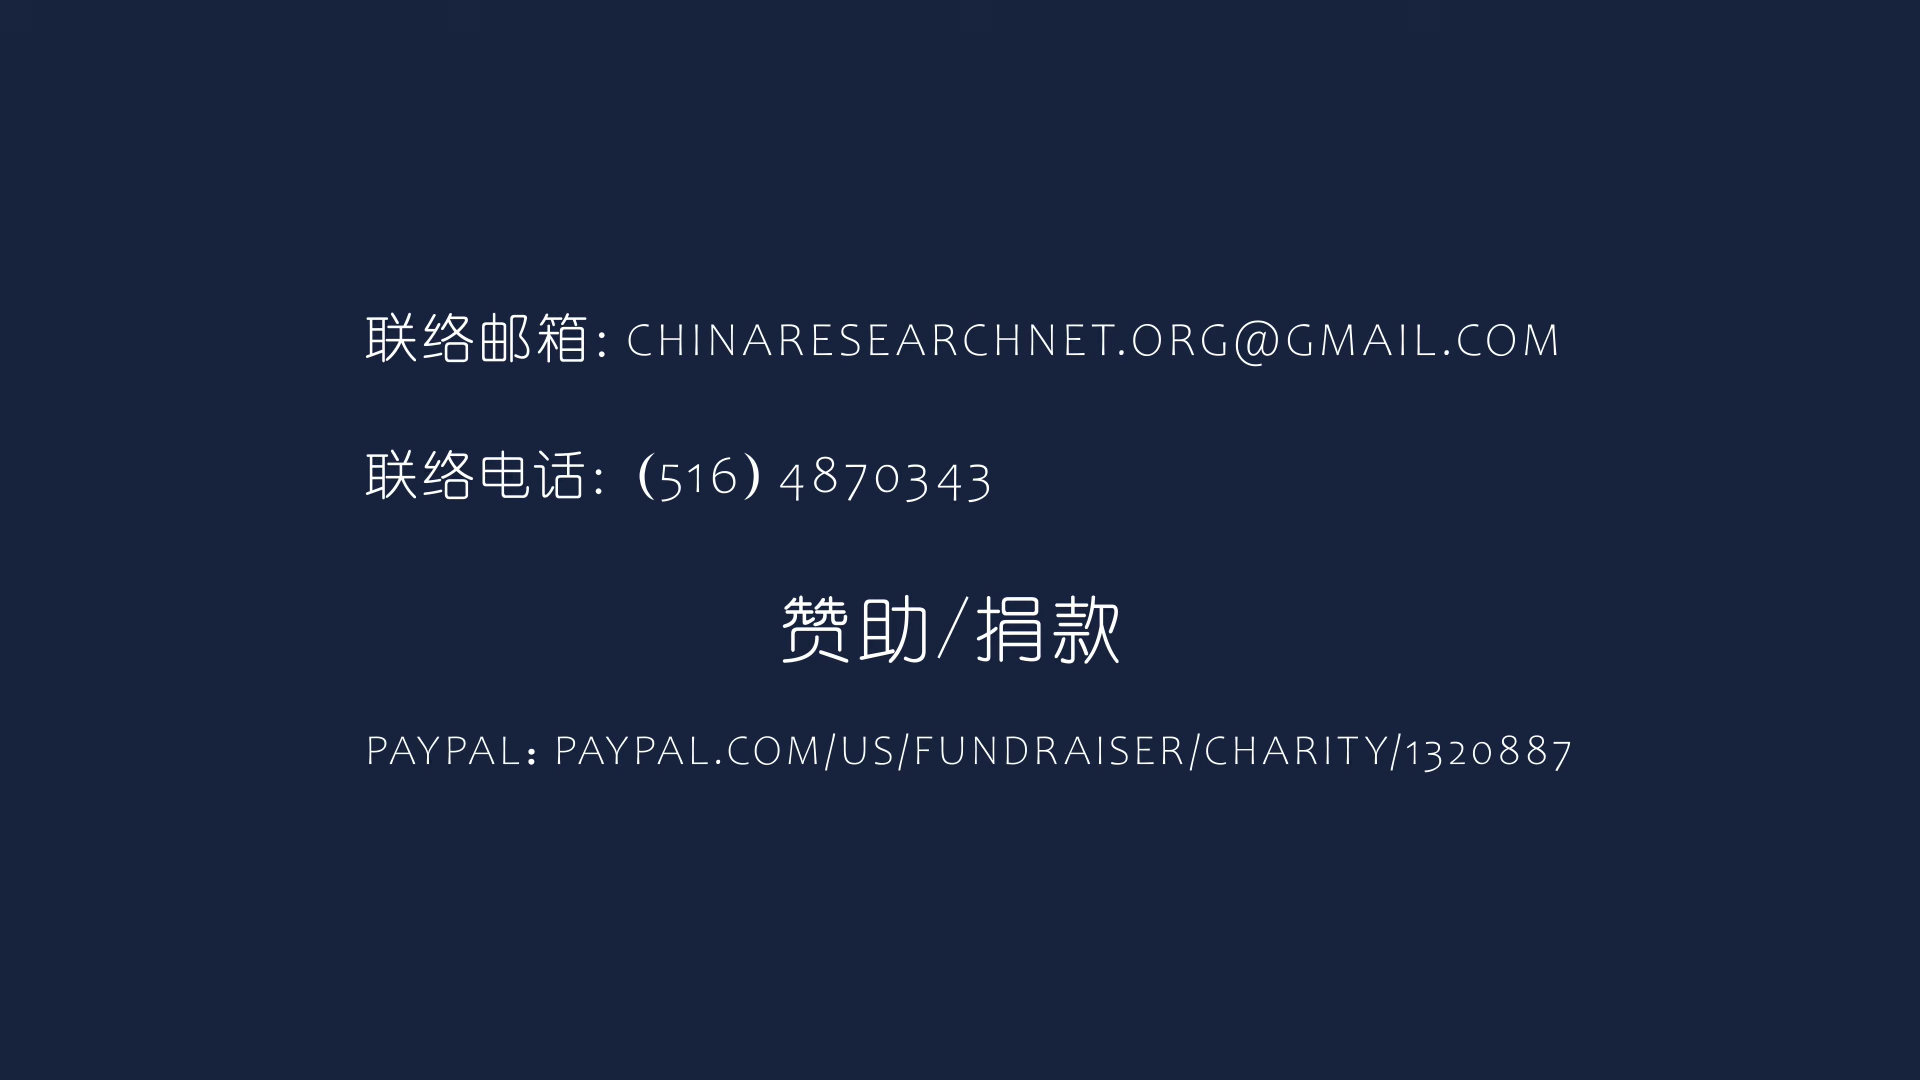 联络邮箱: CHINARESEARCHNET.ORG@GMAIL.COM
联络电话: (516) 4870343
赞助/捐款
PAYPAL: PAYPAL.COM/US/FUNDRAISER/CHARITY/1320887